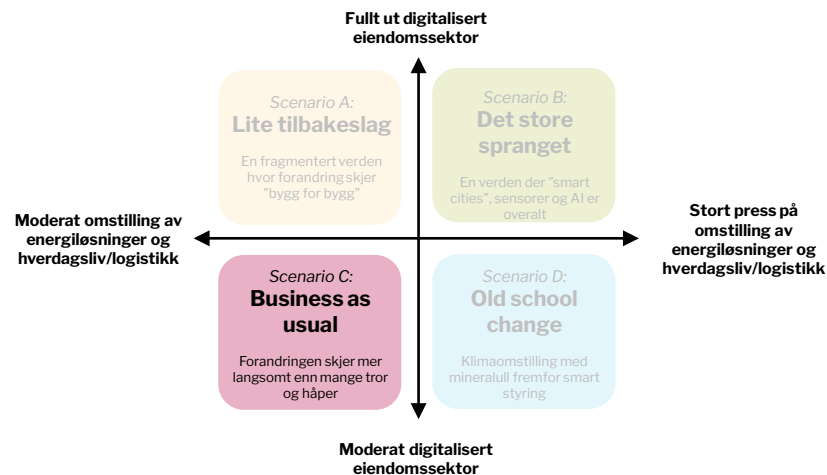 Fullt ut digitalisert
eiendomssektor
Scenario A:
Lite tilbakeslag
En fragmentert verden
hvor forandring skjer
"bygg for bygg"
Scenario B:
Det store
spranget
En verden der "smart
cities", sensorer og AI er
overalt
Moderat omstilling av
energiløsninger og
hverdagsliv/logistikk
Stort press på
omstilling av
energiløsninger og
hverdagsliv/logistikk
Scenario C:
Business as
usual
Forandringen skjer mer
langsomt enn mange tror
og håper
Scenario D:
Old school
change
Klimaomstilling med
mineralull fremfor smart
styring
Moderat digitalisert
eiendomssektor